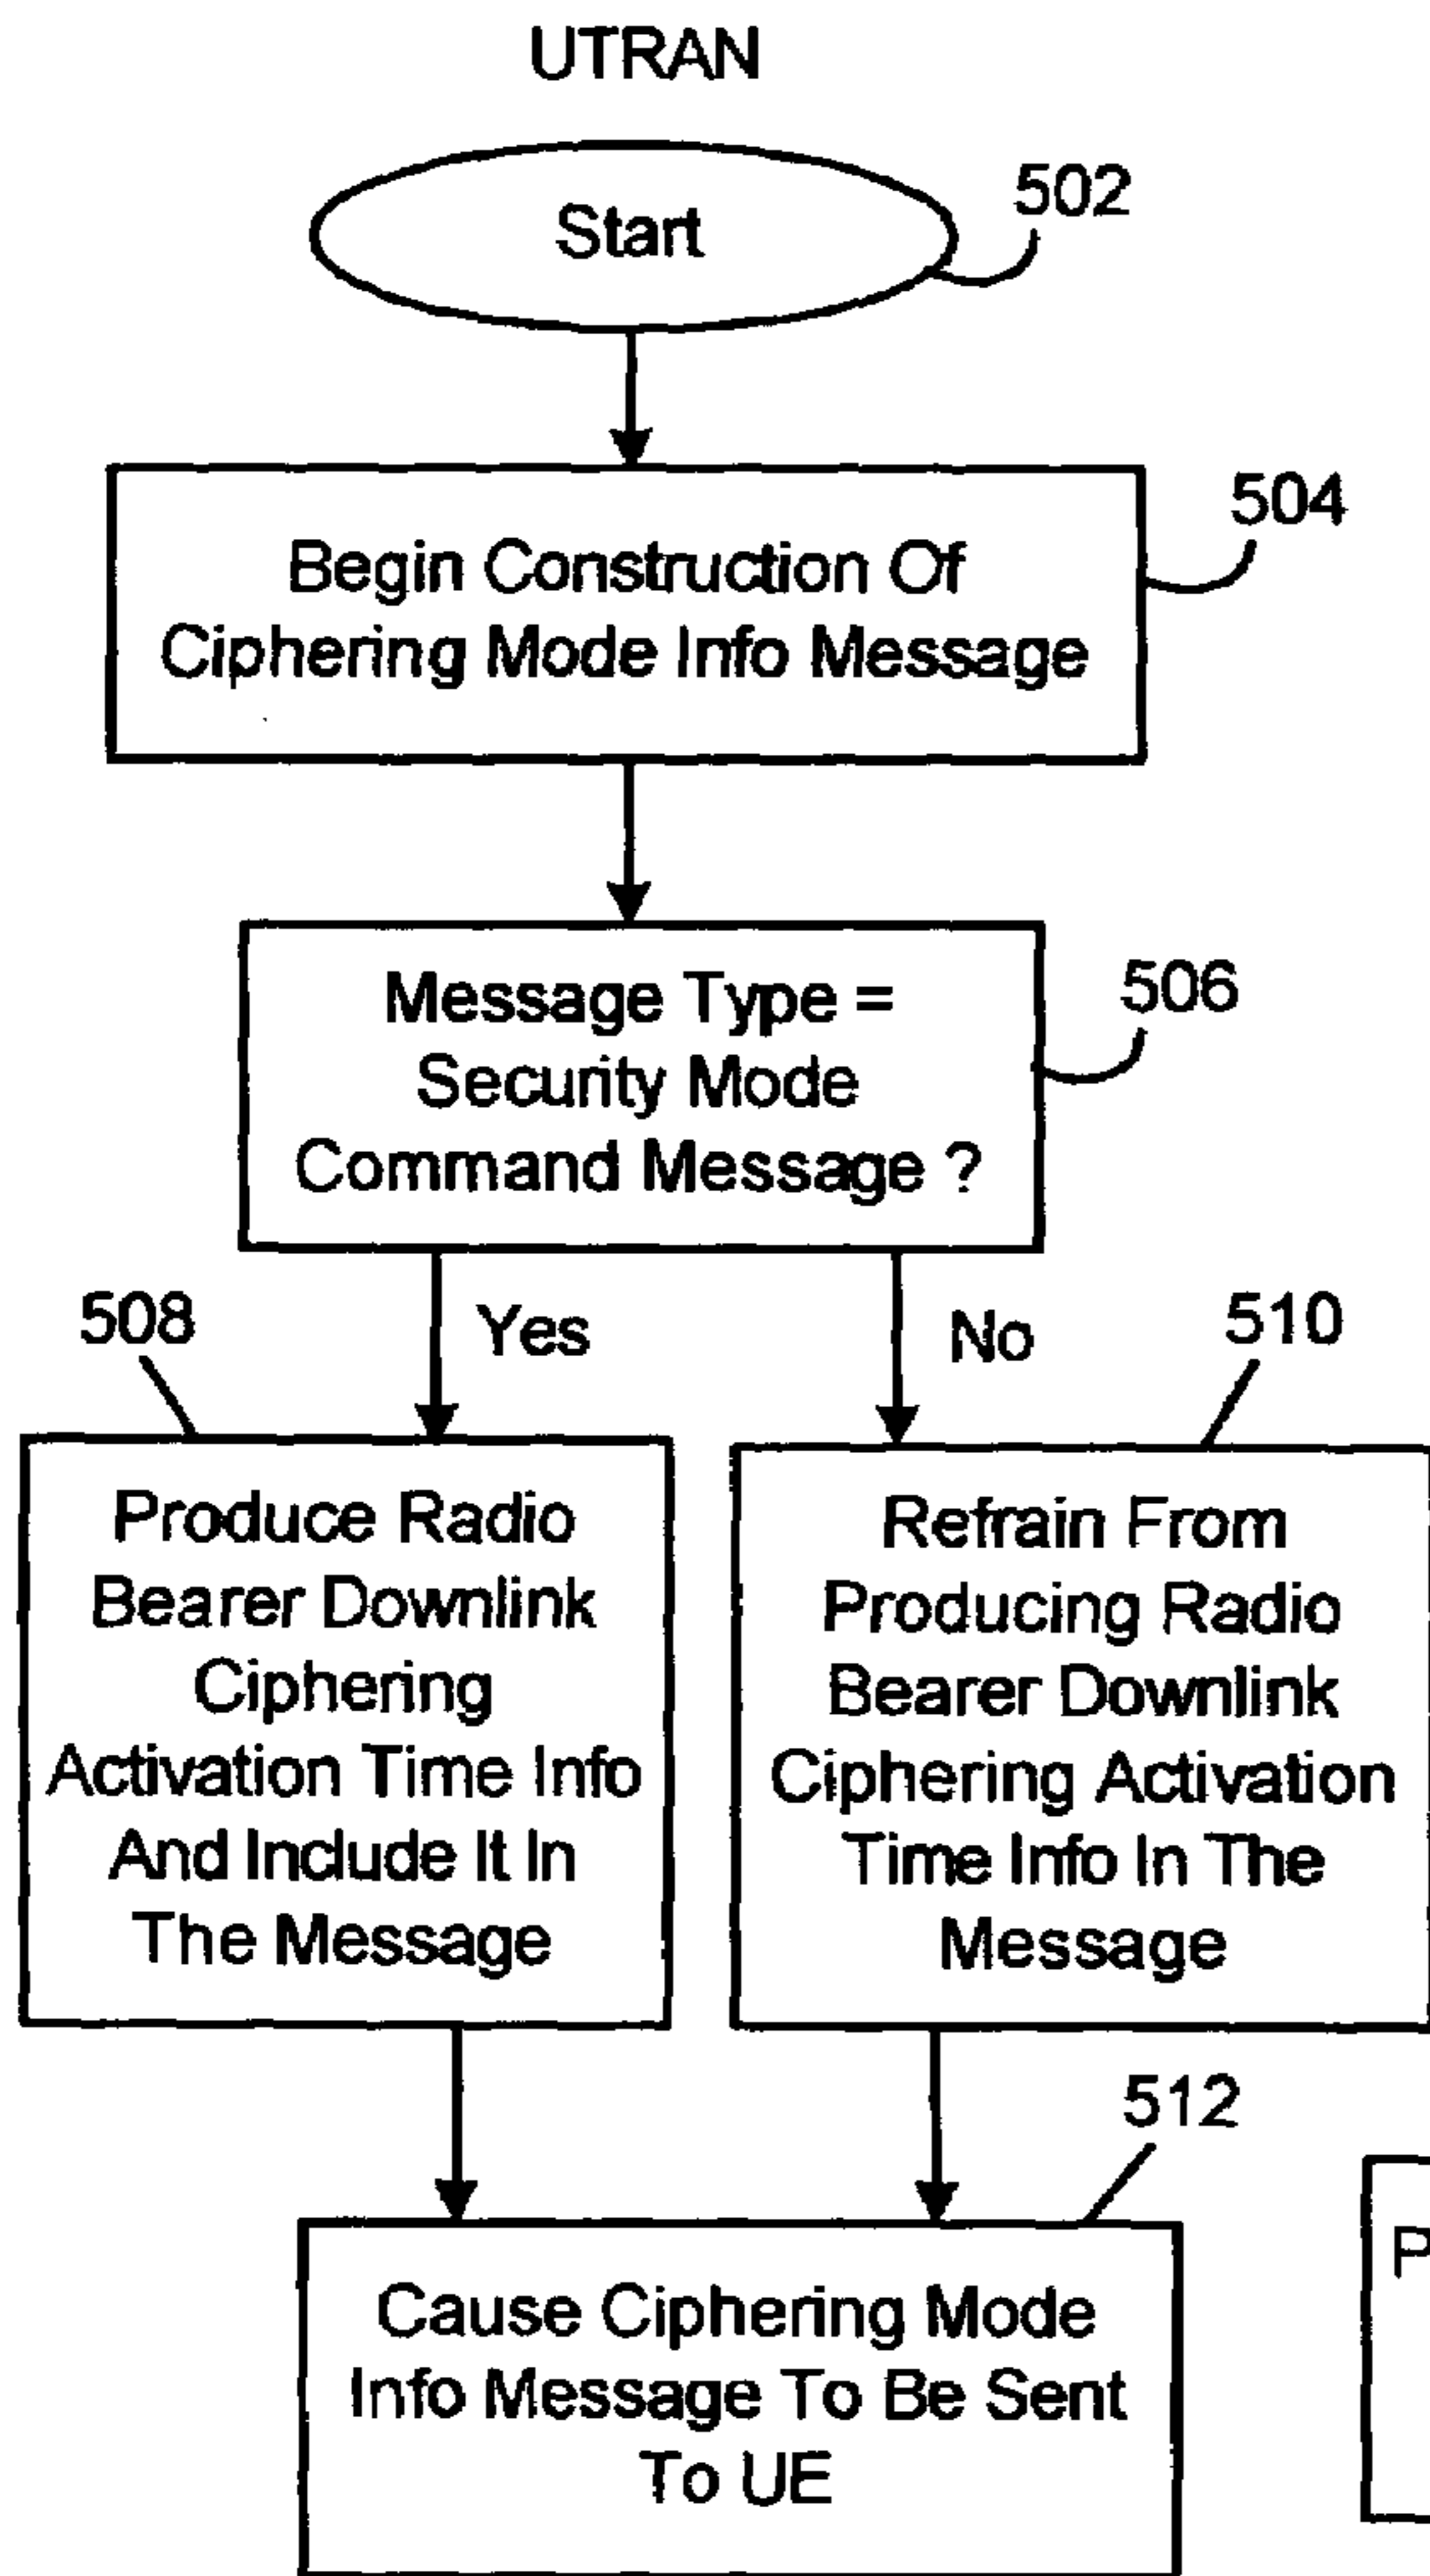 UTRAN
Start
502
504
Begin Construction Of
Ciphering Mode Info Message
506
Message Type =
Security Mode
Command Message ?
508
Yes
No
510
Produce Radio
Bearer Downlink
Ciphering
Activation Time Info
And Include It In
The Message
Refrain From
Producing Radio
Bearer Downlink
Ciphering Activation
Time Info In The
Message
512
Cause Ciphering Mode
Info Message To Be Sent
To UE
P